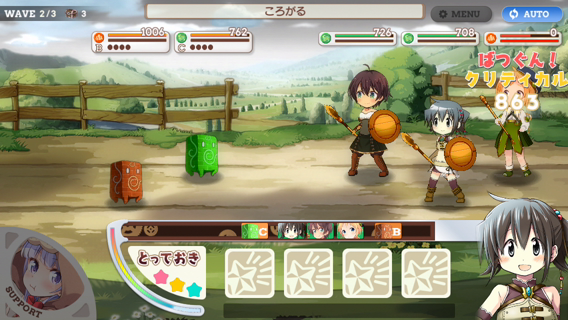 WAVE 2/3 3
ころがる
MENU
AUTO
1006
B
762
C
726
708
0
ばつぐん！
クリティカル
863
C
B
とっておき
SUPPORT